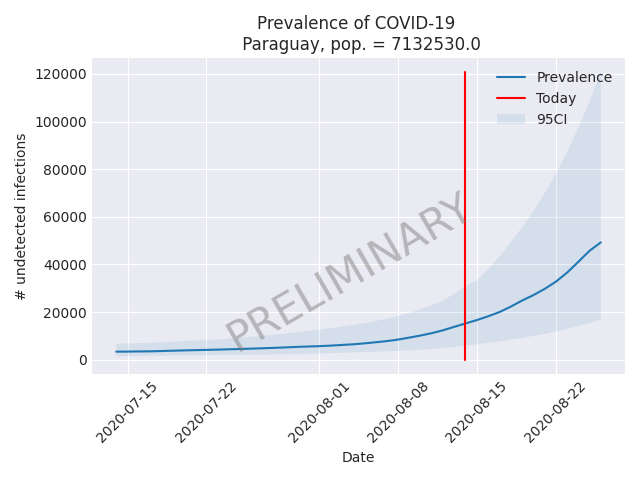 Prevalence of COVID-19
Paraguay, pop. = 7132530.0
120000
100000
80000
60000
40000
20000
0
# undetected infections
Prevalence
Today
95CI
PRELIMINARY
2020-07-15
2020-07-22
2020-08-01
2020-08-08
2020-08-15
2020-08-22
Date